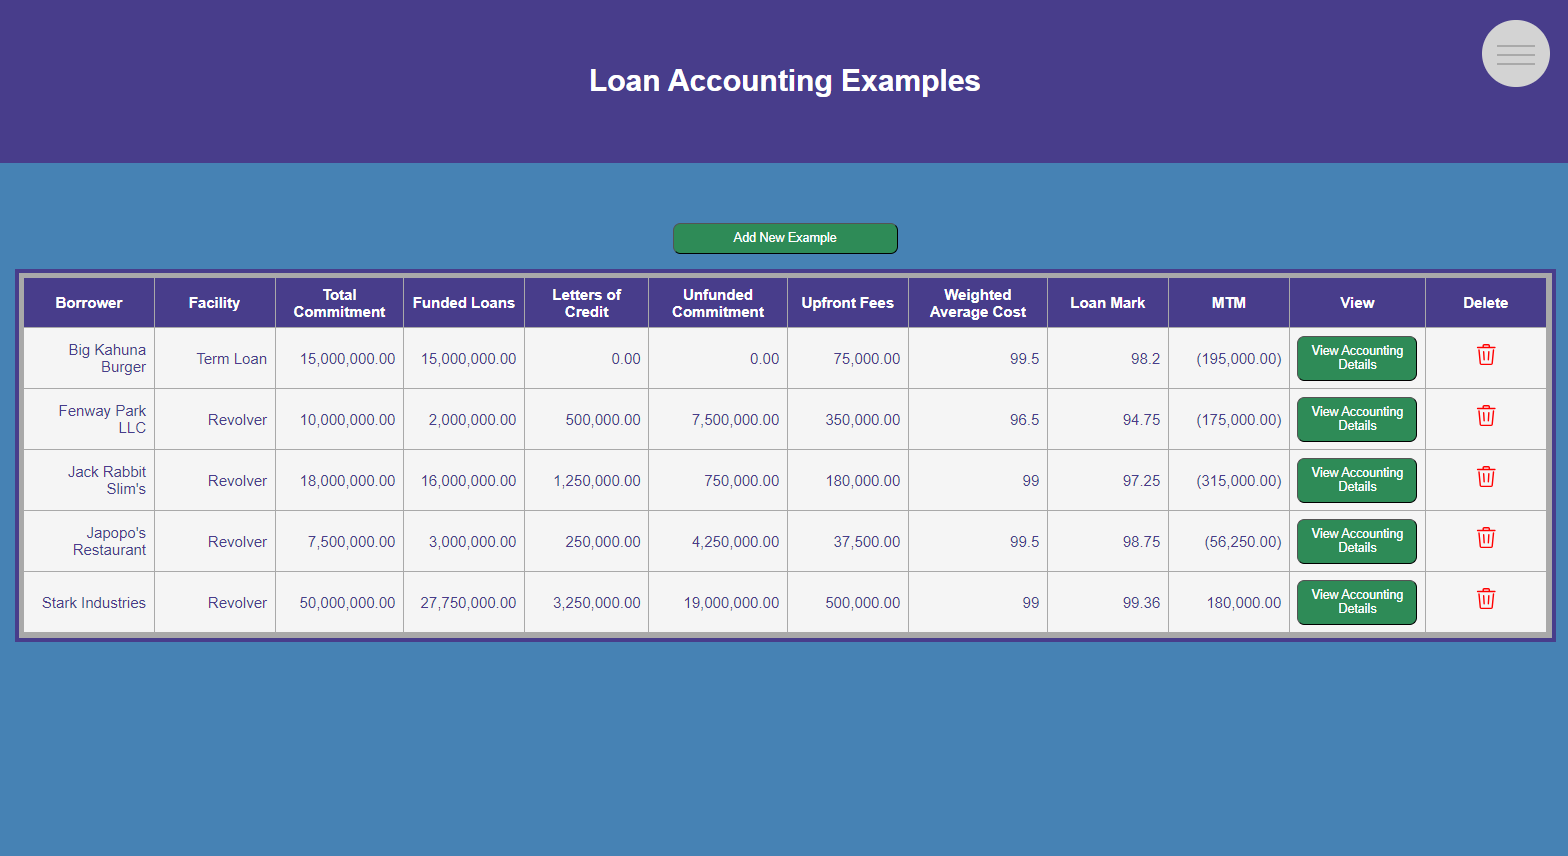 Loan Accounting Examples
Add New Example
Borrower Facility Total Commitment Funded Loans Letters of Credit Unfunded Commitment Upfront Fees Weighted Average Cost Loan Mark MTM View Delete
Big Kahuna Burger Term Loan 15,000,000.00 15,000,000.00 0.00 0.00 75,000.00 99.5 98.2 (195,000.00) View Accounting Details
Fenway Park LLC Revolver 10,000,000.00 2,000,000.00 500,000.00 7,500,000.00 350,000.00 96.5 94.75 (175,000.00) View Accounting Details
Jack Rabbit Slim's Revolver 18,000,000.00 16,000,000.00 1,250,000.00 750,000.00 180,000.00 99 97.25 (315,000.00) View Accounting Details
Japopo's Restaurant Revolver 7,500,000.00 3,000,000.00 250,000.00 4,250,000.00 37,500.00 99.5 98.75 (56,250.00) View Accounting Details
Stark Industries Revolver 50,000,000.00 27,750,000.00 3,250,000.00 19,000,000.00 500,000.00 99 99.36 180,000.00 View Accounting Details